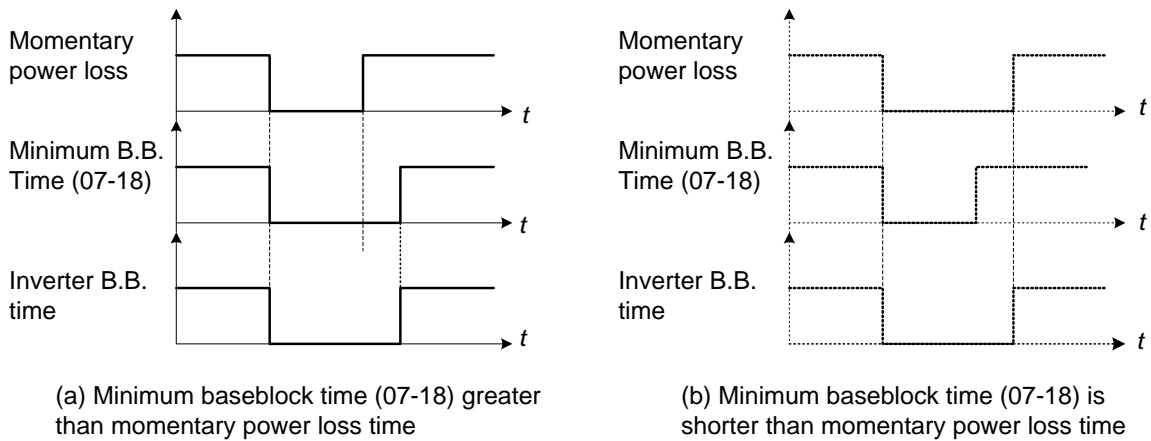 Momentary
power loss
t
Minimum B.B.
Time (07-18)
t
Inverter B.B.
time
t
(a) Minimum baseblock time (07-18) greater
than momentary power loss time
Momentary
power loss
t
Minimum B.B.
Time (07-18)
t
Inverter B.B.
time
t
(b) Minimum baseblock time (07-18) is
shorter than momentary power loss time